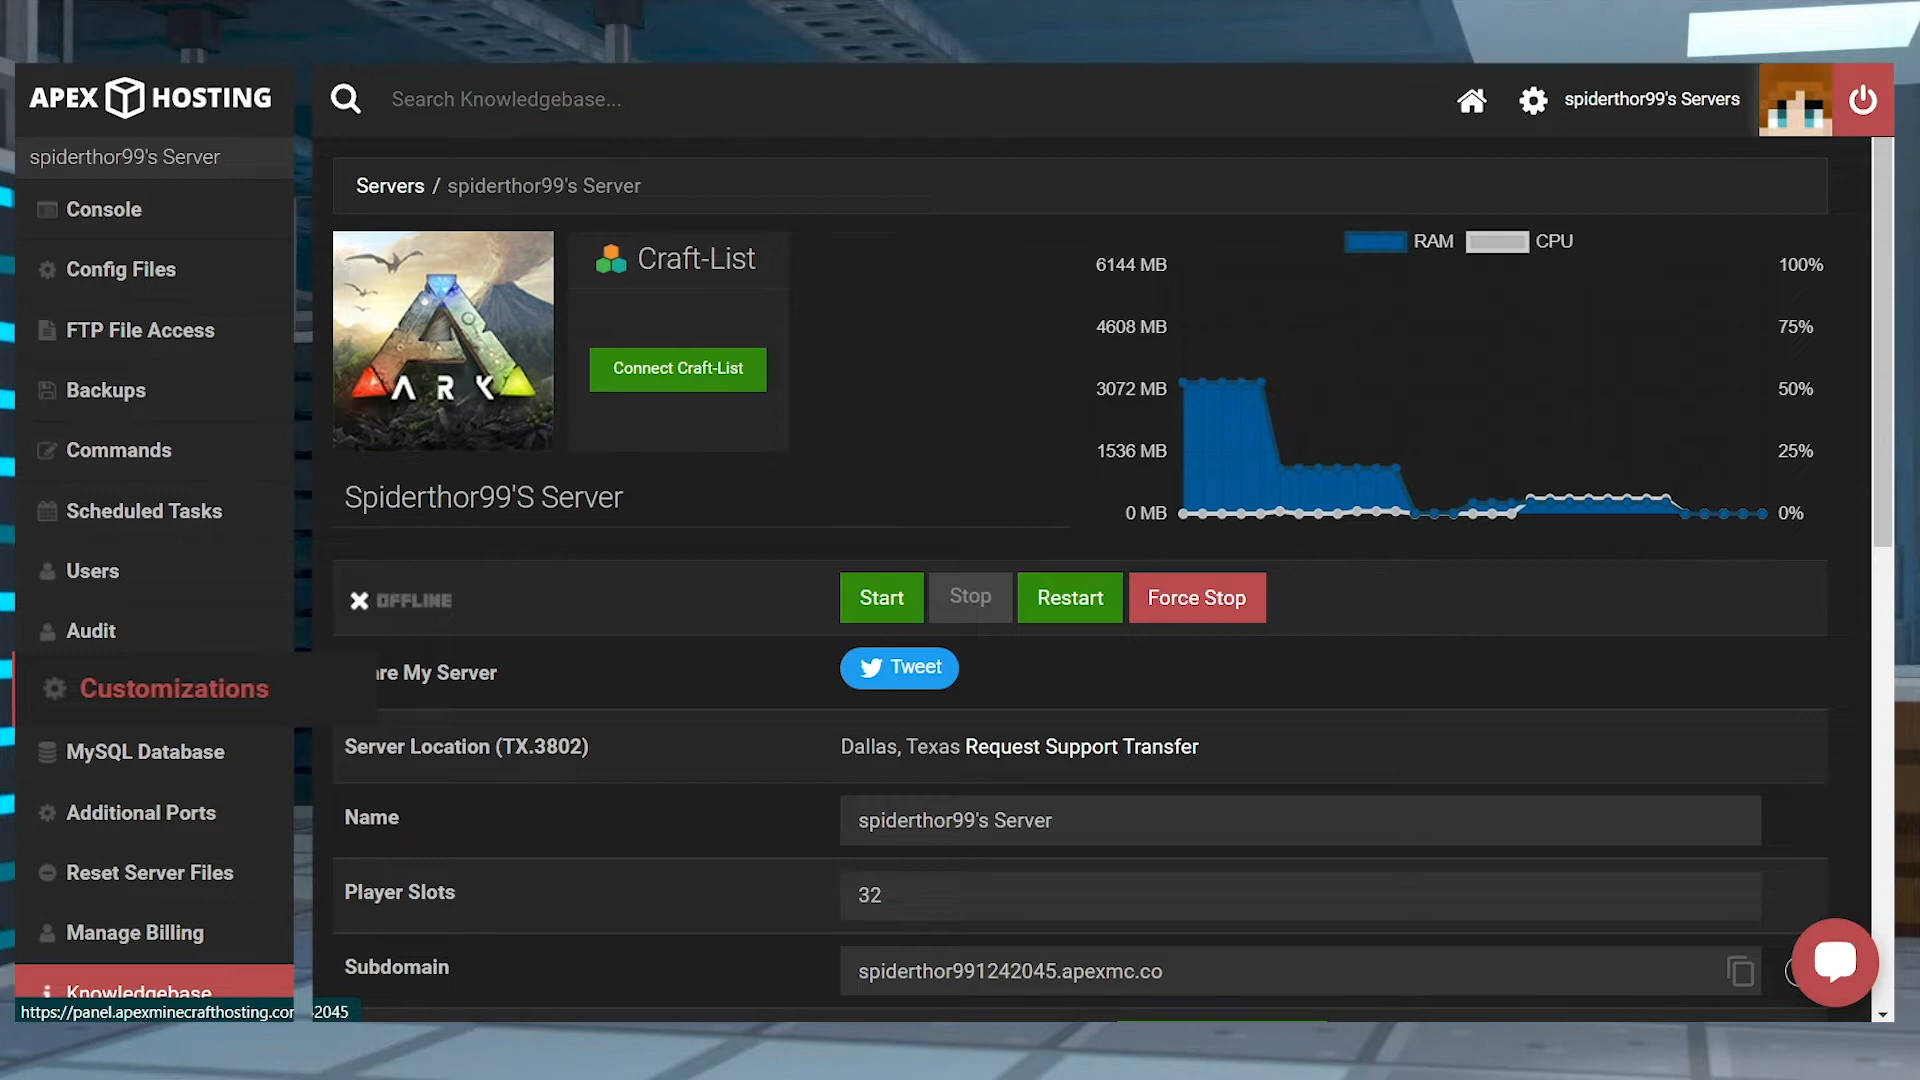 APEX HOSTING
Search Knowledgebase...
spiderthor99's Servers
spiderthor99's Server
Console
Config Files
FTP File Access
Backups
Commands
Scheduled Tasks
Users
Audit
Customizations
MySQL Database
Additional Ports
Reset Server Files
Manage Billing
Knowledgebase
https://panel.apexminecrafthosting.co
2045
Servers / spiderthor99's Server
ARK
Craft-List
Connect Craft-List
Spiderthor99'S Server
RAM CPU
6144 MB 100%
4608 MB 75%
3072 MB 50%
1536 MB 25%
0 MB 0%
OFFLINE
Start Stop Restart Force Stop
re My Server
Tweet
Server Location (TX.3802)
Dallas, Texas Request Support Transfer
Name
spiderthor99's Server
Player Slots
32
Subdomain
spiderthor991242045.apexmc.co